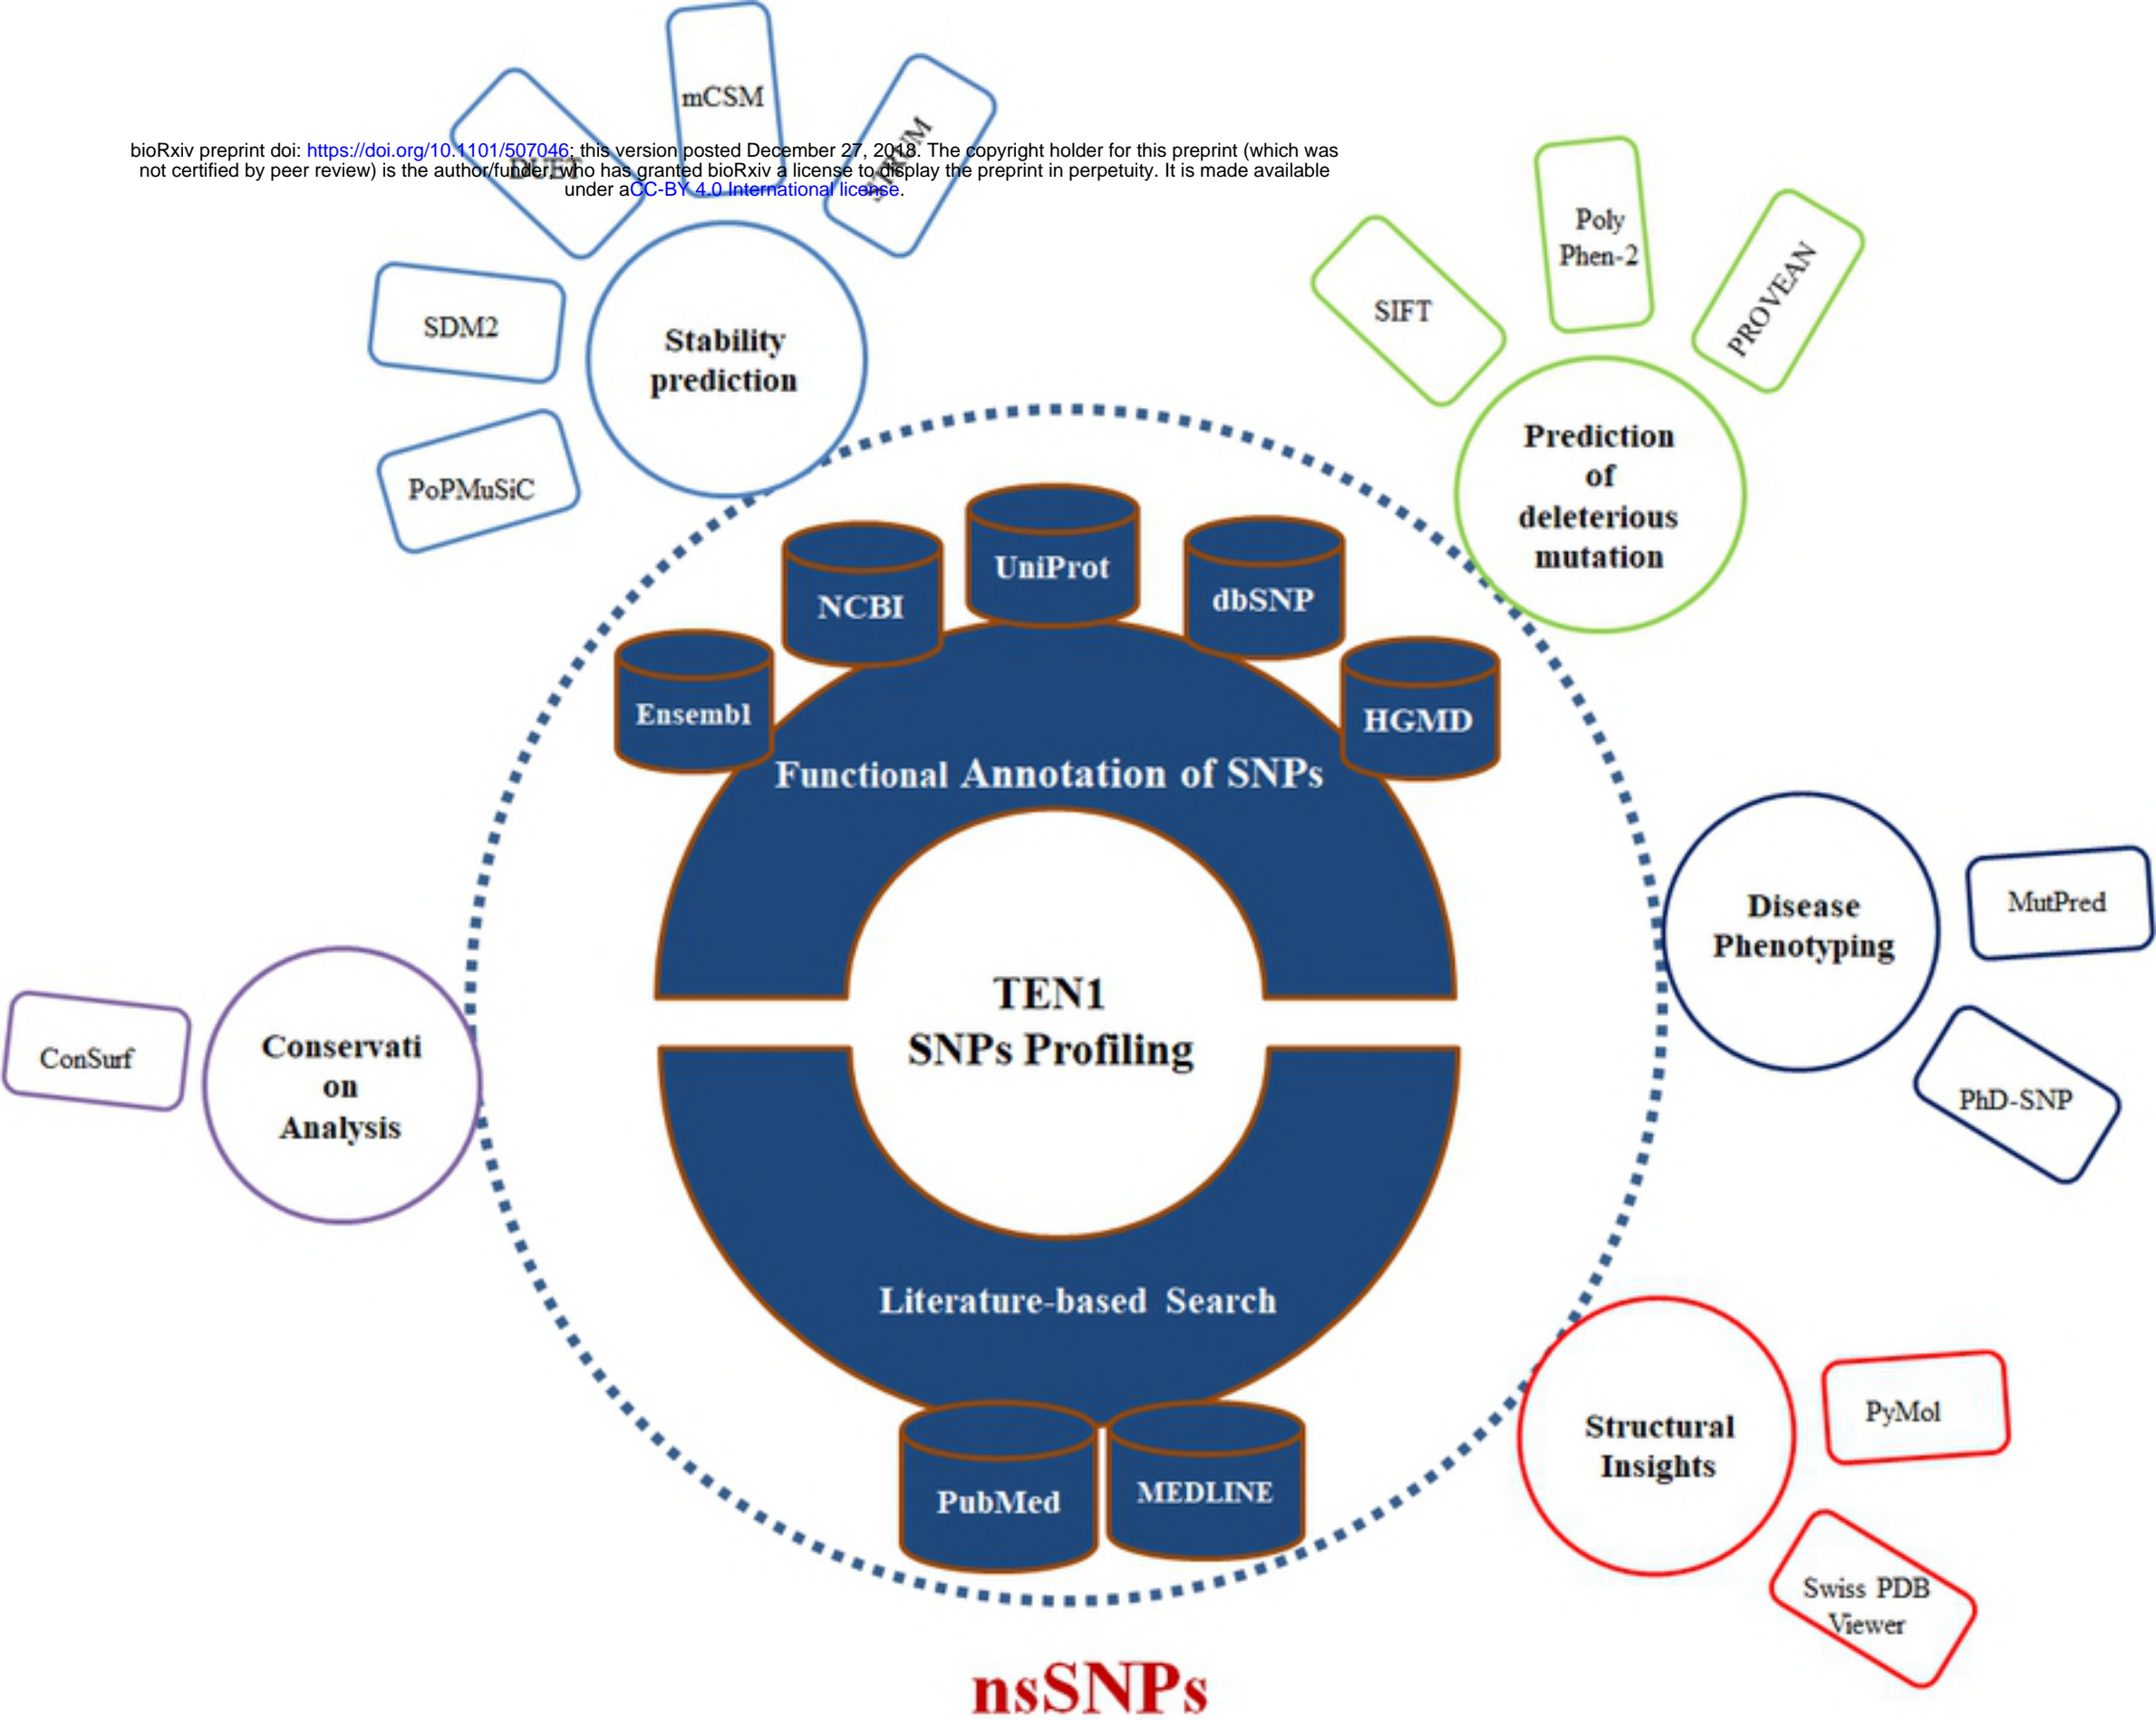 mCSM
bioRxiv preprint doi: https://doi.org/10.1101/507046; this version posted December 27, 2018. The copyright holder for this preprint (which was
not certified by peer review) is the author/funder, who has granted bioRxiv a license to display the preprint in perpetuity. It is made available
under aCC-BY 4.0 International license.
DUET
STRUM
SDM2
PoPMuSiC
Stability
prediction
SIFT
Poly
Phen-2
PROVEAN
Prediction
of
deleterious
mutation
Ensembl
NCBI
UniProt
dbSNP
HGMD
Functional Annotation of SNPs
TEN1
SNPs Profiling
Literature-based Search
PubMed
MEDLINE
Disease
Phenotyping
MutPred
PhD-SNP
ConSurf
Conservati
on
Analysis
Structural
Insights
PyMol
Swiss PDB
Viewer
nsSNPs